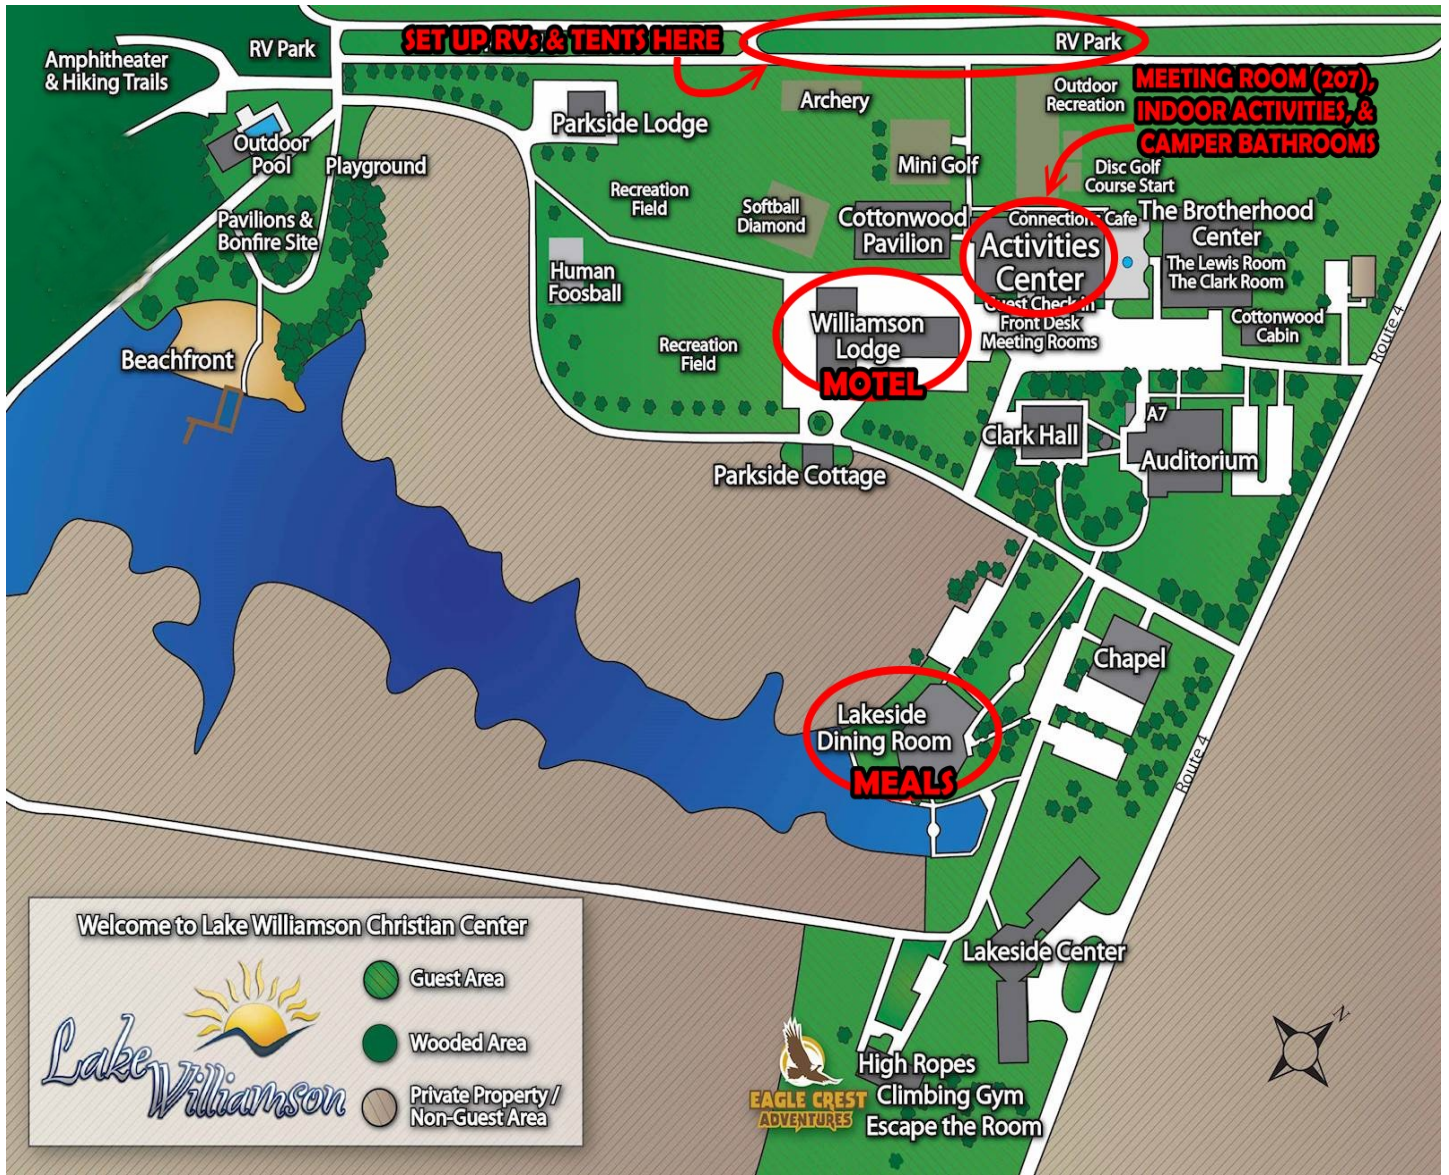 SET UP RVs & TENTS HERE
RV Park
RV Park
Amphitheater
& Hiking Trails
MEETING ROOM (207),
INDOOR ACTIVITIES, &
CAMPER BATHROOMS
Outdoor
Recreation
Archery
Parkside Lodge
Outdoor
Pool
Playground
Mini Golf
Disc Golf
Course Start
Recreation
Field
Softball
Diamond
Cottonwood
Pavilion
Connections Cafe
Activities
Center
Guest Check-In
Front Desk
Meeting Rooms
The Brotherhood
Center
The Lewis Room
The Clark Room
Pavilions &
Bonfire Site
Human
Foosball
Williamson
Lodge
MOTEL
Cottonwood
Cabin
Route 4
Beachfront
Recreation
Field
A7
Clark Hall
Auditorium
Parkside Cottage
Chapel
Lakeside
Dining Room
MEALS
Route 4
Welcome to Lake Williamson Christian Center
Guest Area
Wooded Area
Private Property /
Non-Guest Area
Lake
Williamson
Lakeside Center
N
EAGLE CREST
ADVENTURES
High Ropes
Climbing Gym
Escape the Room